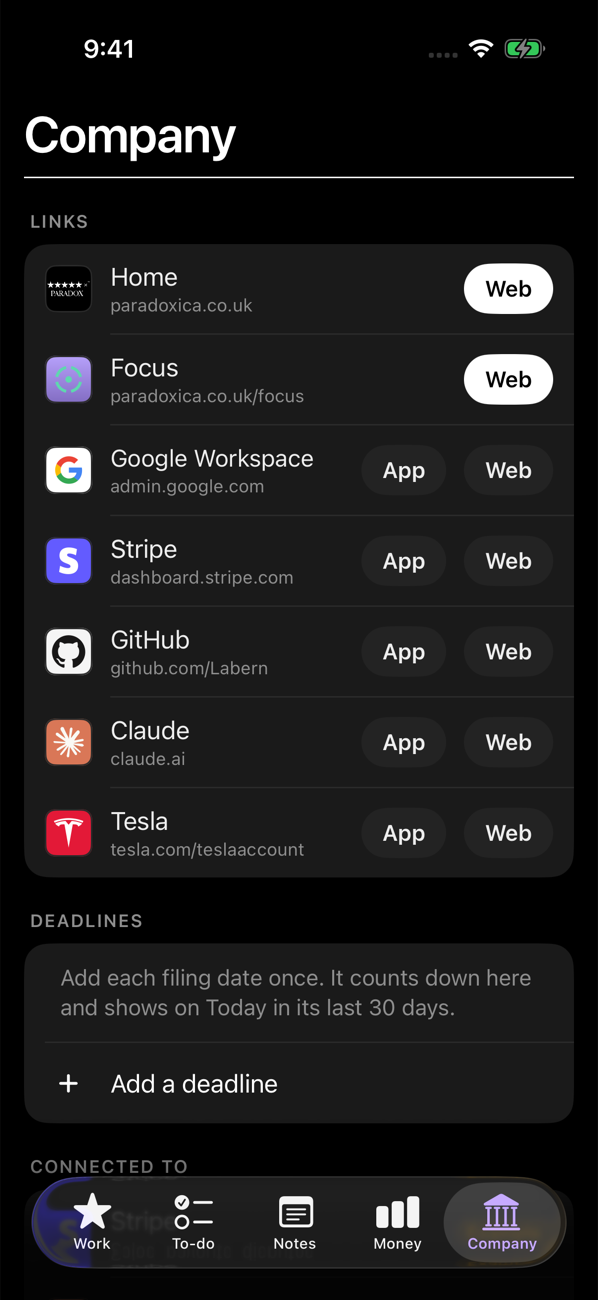 9:41
Company
LINKS
PARADOX
Home
paradoxica.co.uk
Web
Focus
paradoxica.co.uk/focus
Web
Google Workspace
admin.google.com
App
Web
Stripe
dashboard.stripe.com
App
Web
GitHub
github.com/Labern
App
Web
Claude
claude.ai
App
Web
Tesla
tesla.com/teslaaccount
App
Web
DEADLINES
Add each filing date once. It counts down here
and shows on Today in its last 30 days.
+ Add a deadline
CONNECTED TO
Stripe
Work
To-do
Notes
Money
Company